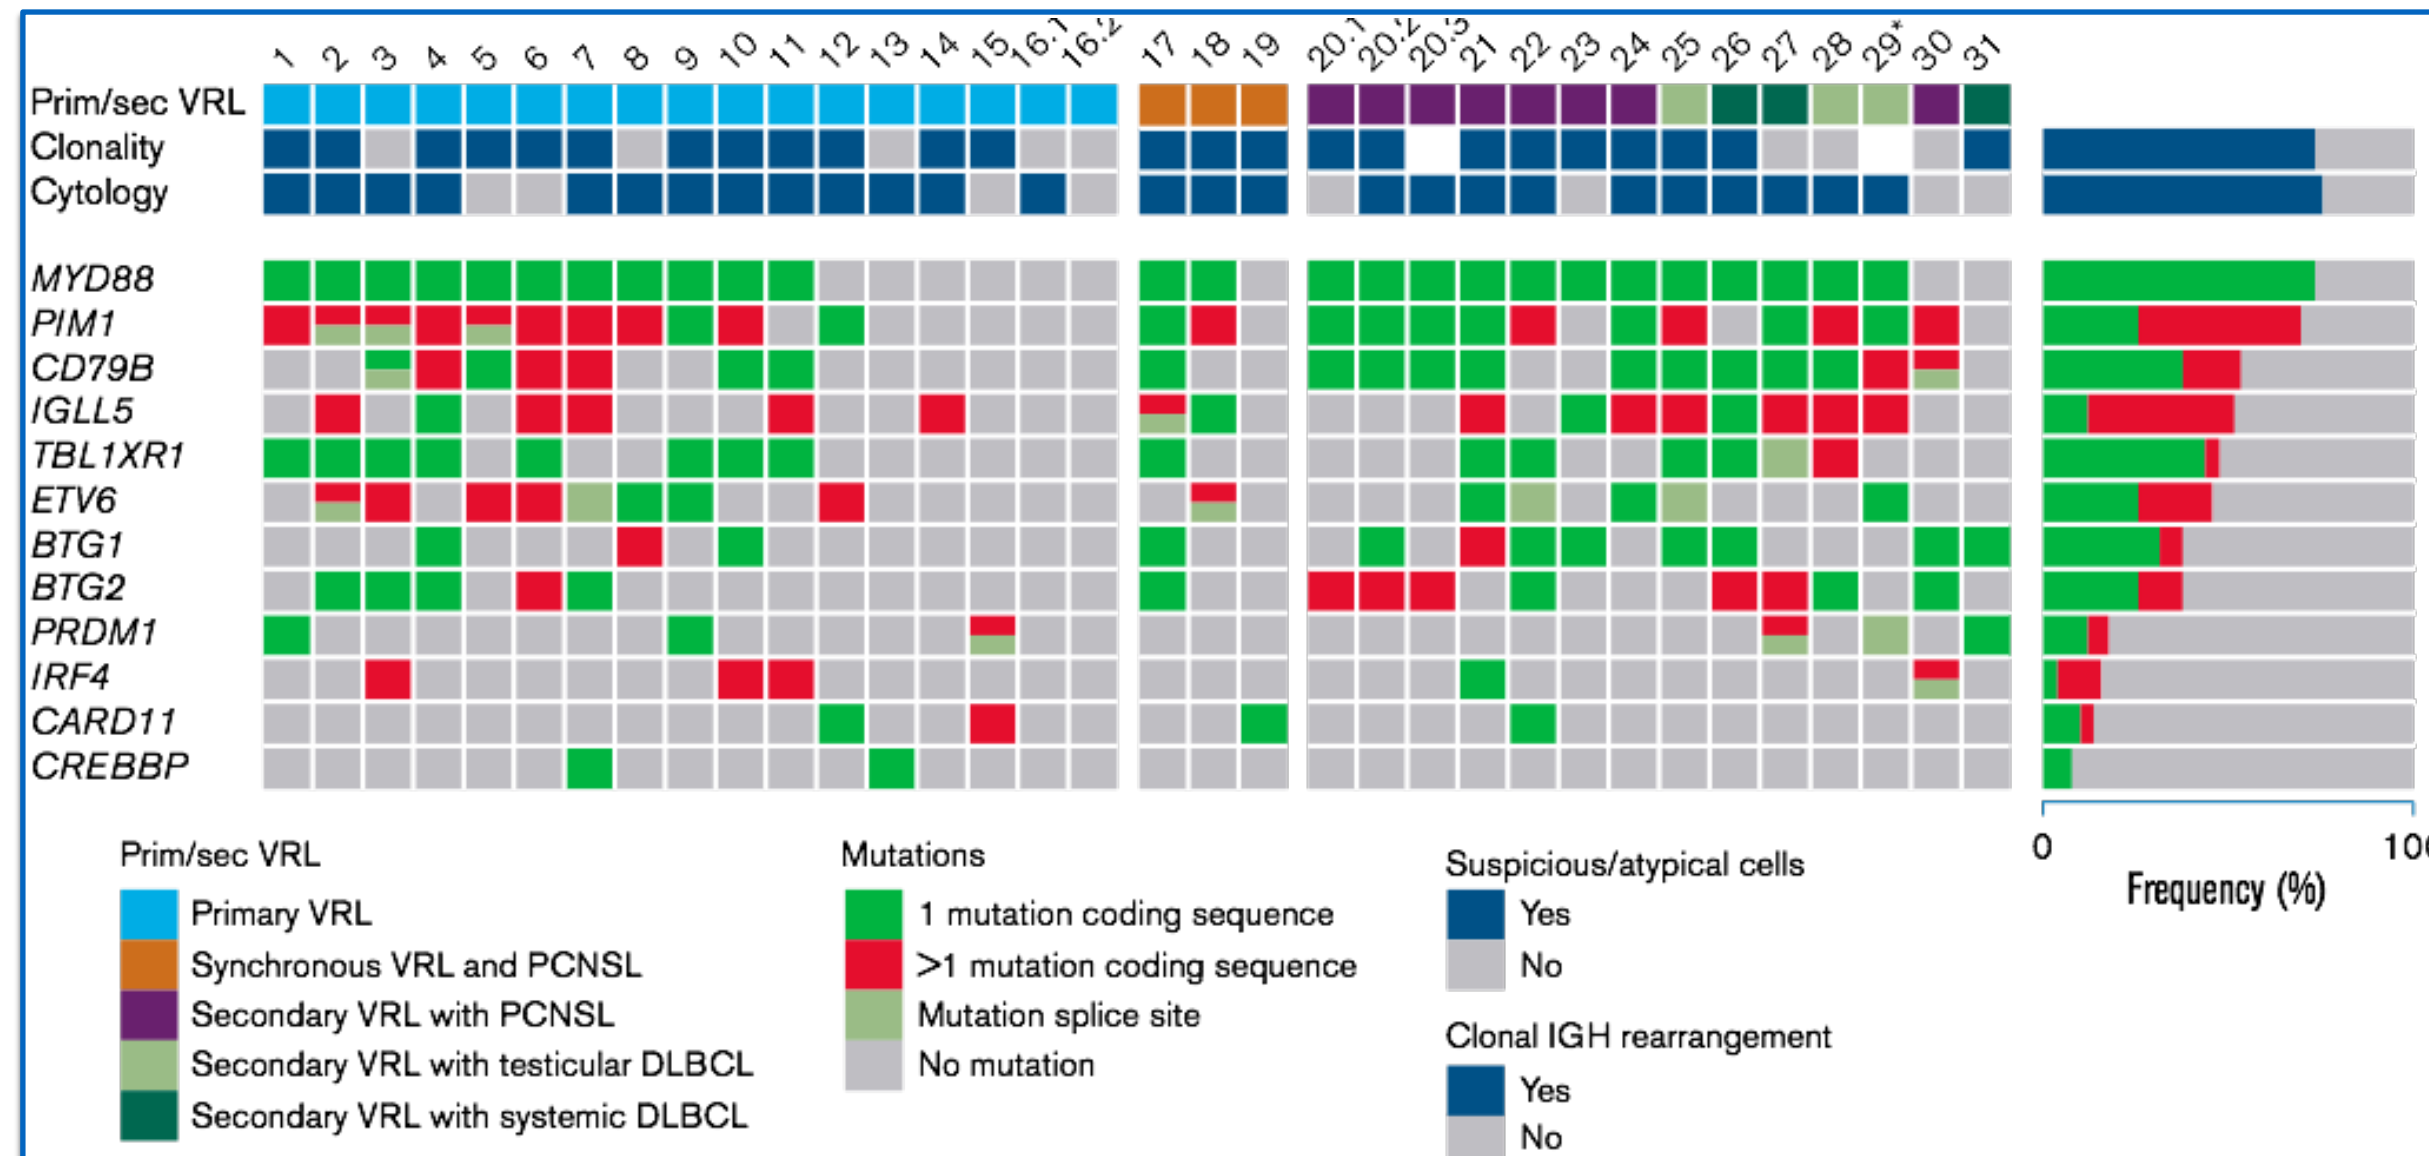 1 2 3 4 5 6 7 8 9 10 11 12 13 14 15 16.1 16.2 17 18 19 20.1 20.2 20.3 21 22 23 24 25 26 27 28 29* 30 31
Prim/sec VRL
Clonality
Cytology
MYD88
PIM1
CD79B
IGLL5
TBL1XR1
ETV6
BTG1
BTG2
PRDM1
IRF4
CARD11
CREBBP
0 100
Frequency (%)
Prim/sec VRL
Primary VRL
Synchronous VRL and PCNSL
Secondary VRL with PCNSL
Secondary VRL with testicular DLBCL
Secondary VRL with systemic DLBCL
Mutations
1 mutation coding sequence
>1 mutation coding sequence
Mutation splice site
No mutation
Suspicious/atypical cells
Yes
No
Clonal IGH rearrangement
Yes
No